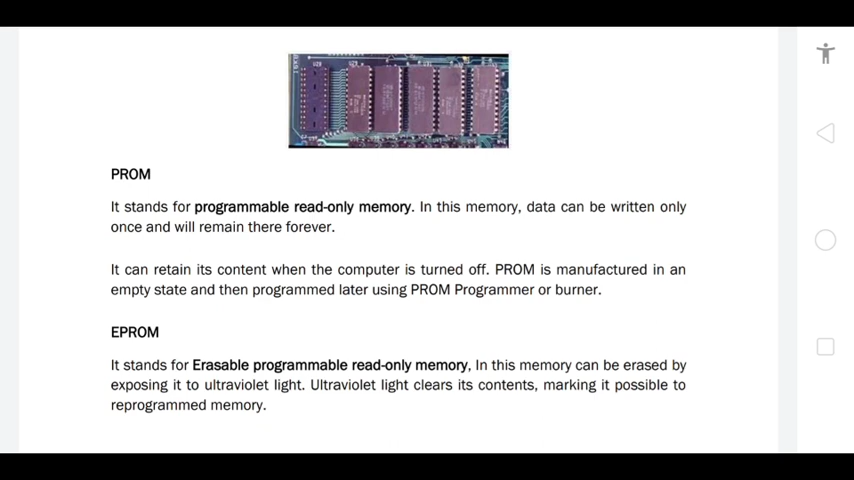 PROM
It stands for programmable read-only memory. In this memory, data can be written only
once and will remain there forever.
It can retain its content when the computer is turned off. PROM is manufactured in an
empty state and then programmed later using PROM Programmer or burner.
EPROM
It stands for Erasable programmable read-only memory, In this memory can be erased by
exposing it to ultraviolet light. Ultraviolet light clears its contents, marking it possible to
reprogrammed memory.